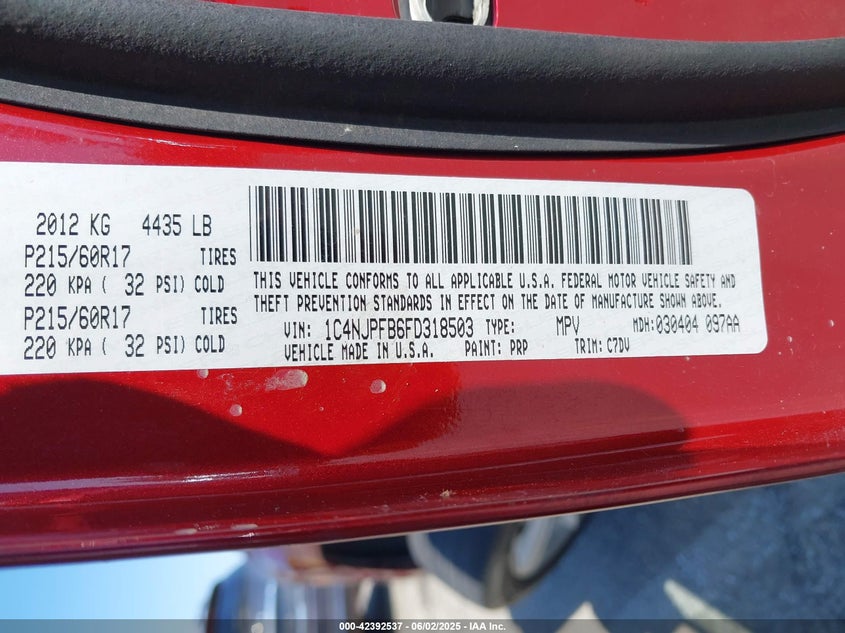 2012 KG 4435 LB
P215/60R17 TIRES
220 KPA ( 32 PSI) COLD
P215/60R17 TIRES
220 KPA ( 32 PSI) COLD
THIS VEHICLE CONFORMS TO ALL APPLICABLE U.S.A. FEDERAL MOTOR VEHICLE SAFETY AND
THEFT PREVENTION STANDARDS IN EFFECT ON THE DATE OF MANUFACTURE SHOWN ABOVE.
VIN: 1C4NJPFB6FD318503 TYPE: MPV MDH: 030404 097AA
VEHICLE MADE IN U.S.A. PAINT: PRP TRIM: C7DV
000-42392537 - 06/02/2025 - IAA Inc.